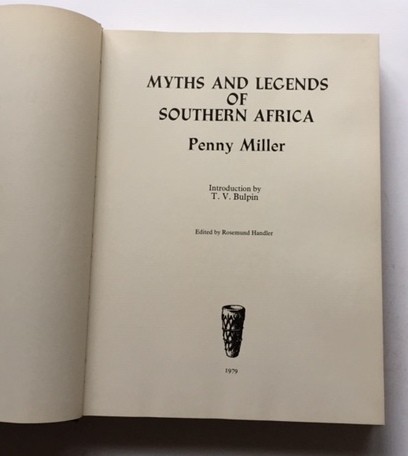 MYTHS AND LEGENDS
OF
SOUTHERN AFRICA
Penny Miller
Introduction by
T. V. Bulpin
Edited by Rosemund Handler
1979